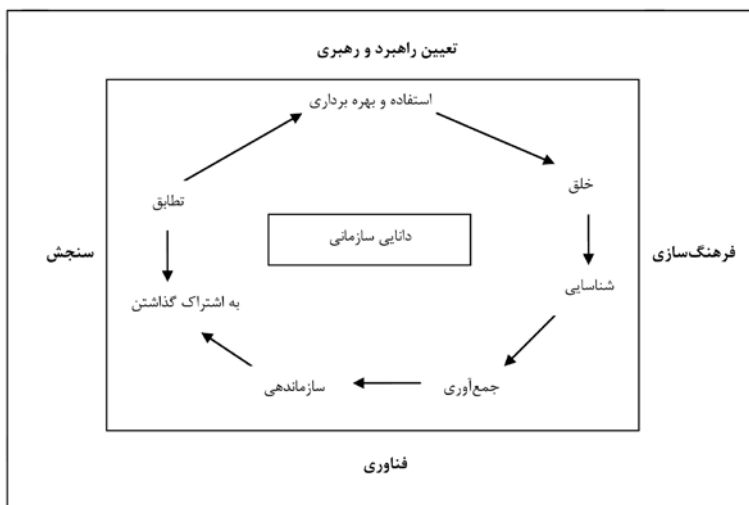 تعیین راهبرد و رهبری
استفاده و بهره برداری
خلق
تطابق
دانایی سازمانی
فرهنگ‌سازی
سنجش
شناسایی
به اشتراک گذاشتن
جمع‌آوری
سازماندهی
فناوری